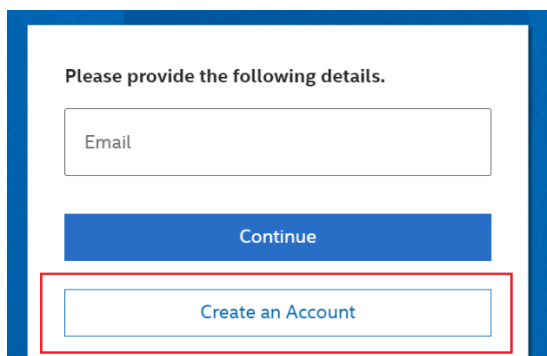 Please provide the following details.
Email
Continue
Create an Account